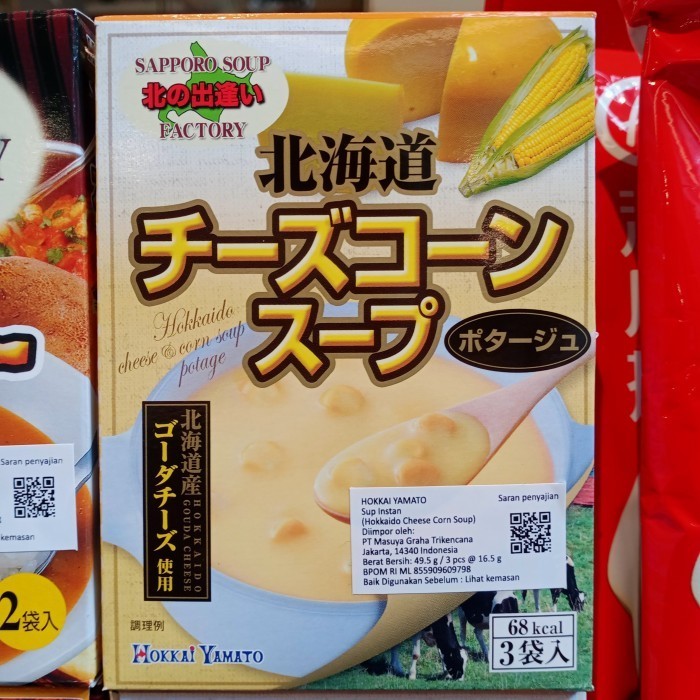 SAPPORO SOUP
北の出逢い
FACTORY
北海道
チーズコーン
スープ
ポタージュ
Hokkaido
cheese & corn soup
potage
北海道産
HOKKAIDO
GOUDA CHEESE
ゴーダチーズ
使用
調理例
HOKKAI YAMATO
HOKKAI YAMATO
Saran penyajian
Sup Instan
(Hokkaido Cheese Corn Soup)
Diimpor oleh:
PT Masuya Graha Trikencana
Jakarta, 14340 Indonesia
Berat Bersih: 49.5 g / 3 pcs @ 16.5 g
BPOM RI ML 855909609798
Baik Digunakan Sebelum : Lihat kemasan
68kcal
3袋入
Saran penyajian
kemasan
2袋入